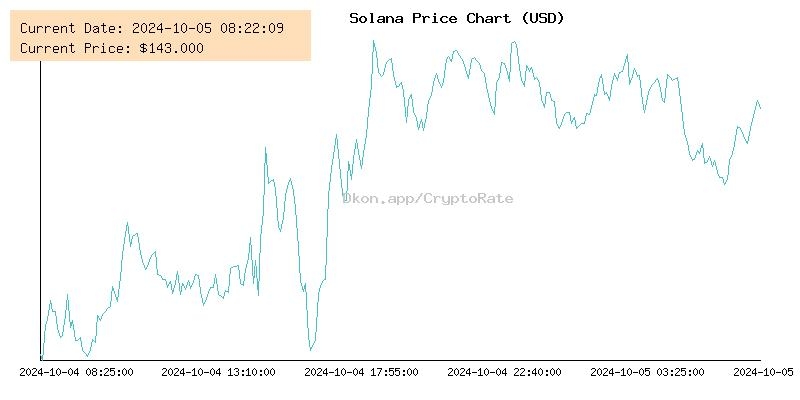 Solana Price Chart (USD)
Current Date: 2024-10-05 08:22:09
Current Price: $143.000
Dkon.app/CryptoRate
2024-10-04 08:25:00
2024-10-04 13:10:00
2024-10-04 17:55:00
2024-10-04 22:40:00
2024-10-05 03:25:00
2024-10-05